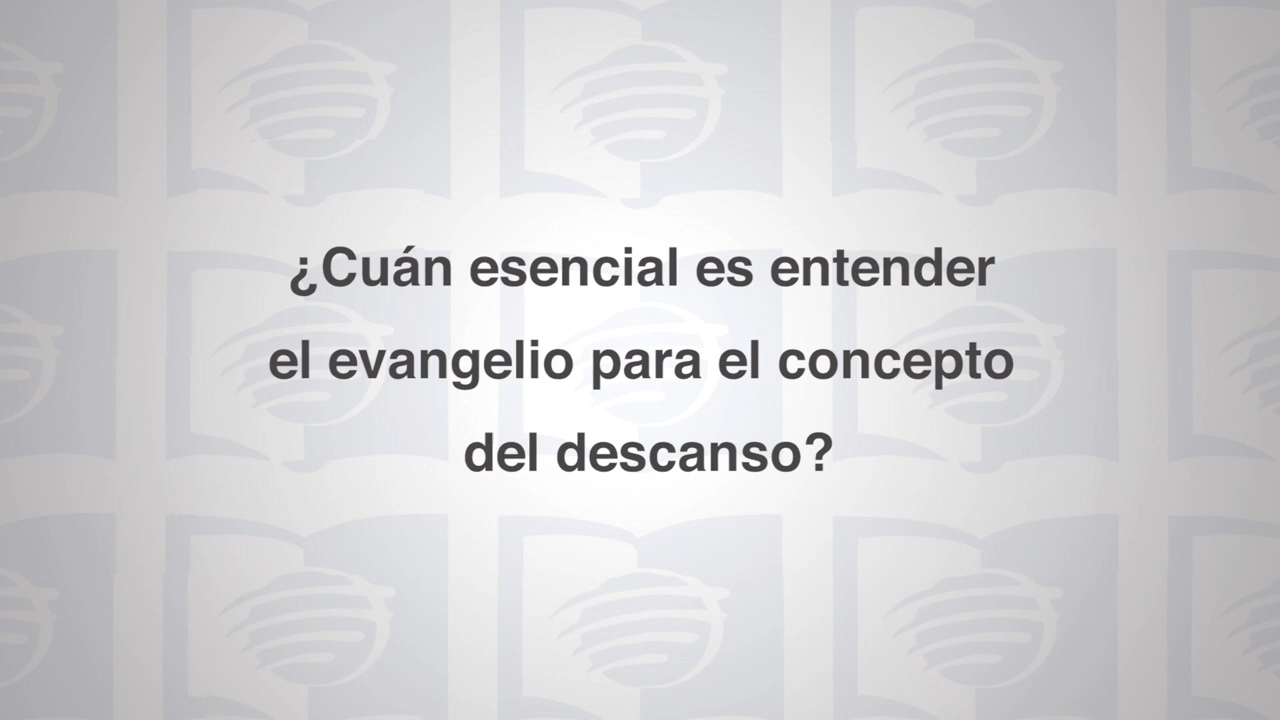 ¿Cuán esencial es entender
el evangelio para el concepto
del descanso?